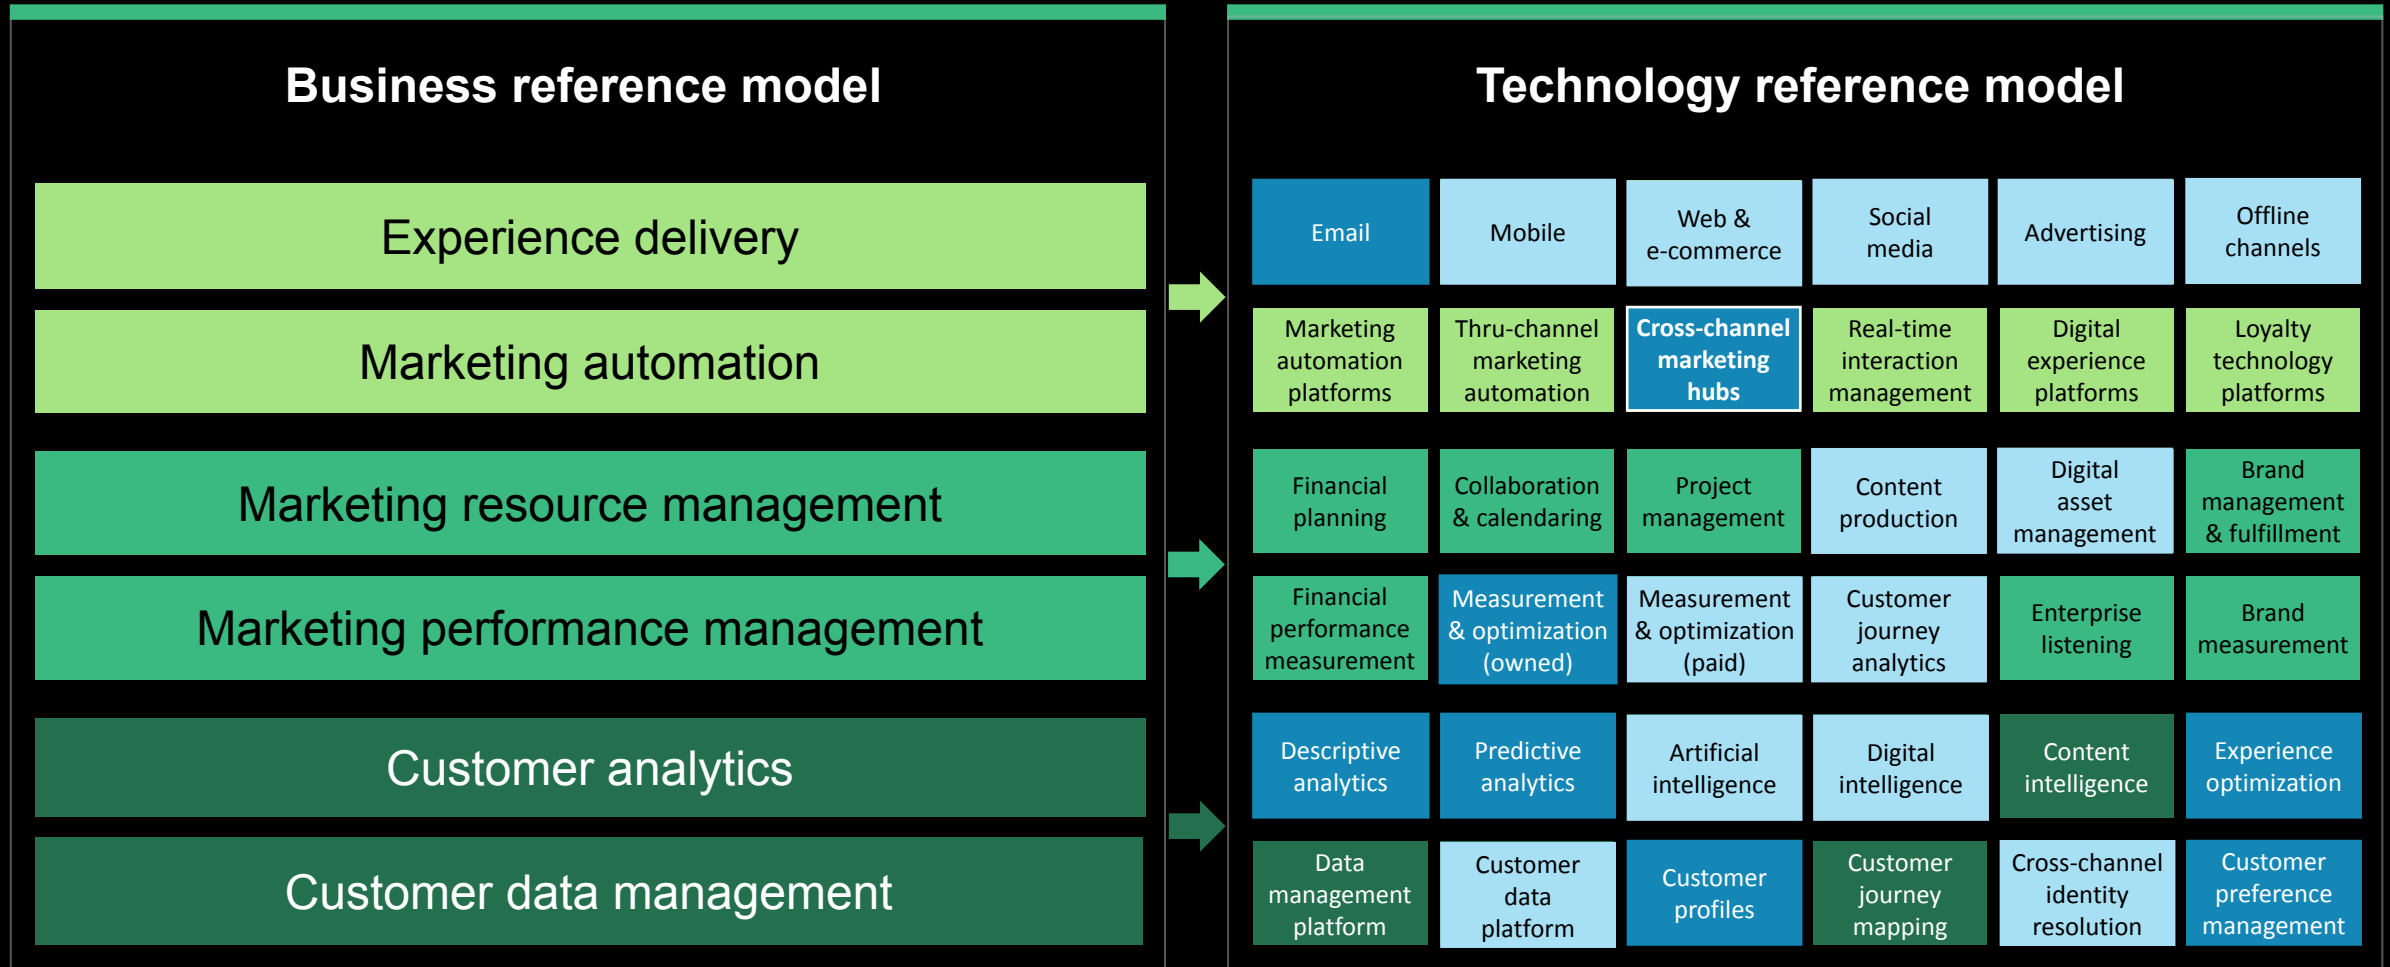 Business reference model
Technology reference model
Experience delivery
Marketing automation
Marketing resource management
Marketing performance management
Customer analytics
Customer data management
Email
Mobile
Web &
e-commerce
Social
media
Advertising
Offline
channels
Marketing
automation
platforms
Thru-channel
marketing
automation
Cross-channel
marketing
hubs
Real-time
interaction
management
Digital
experience
platforms
Loyalty
technology
platforms
Financial
planning
Collaboration
& calendaring
Project
management
Content
production
Digital
asset
management
Brand
management
& fulfillment
Financial
performance
measurement
Measurement
& optimization
(owned)
Measurement
& optimization
(paid)
Customer
journey
analytics
Enterprise
listening
Brand
measurement
Descriptive
analytics
Predictive
analytics
Artificial
intelligence
Digital
intelligence
Content
intelligence
Experience
optimization
Data
management
platform
Customer
data
platform
Customer
profiles
Customer
journey
mapping
Cross-channel
identity
resolution
Customer
preference
management